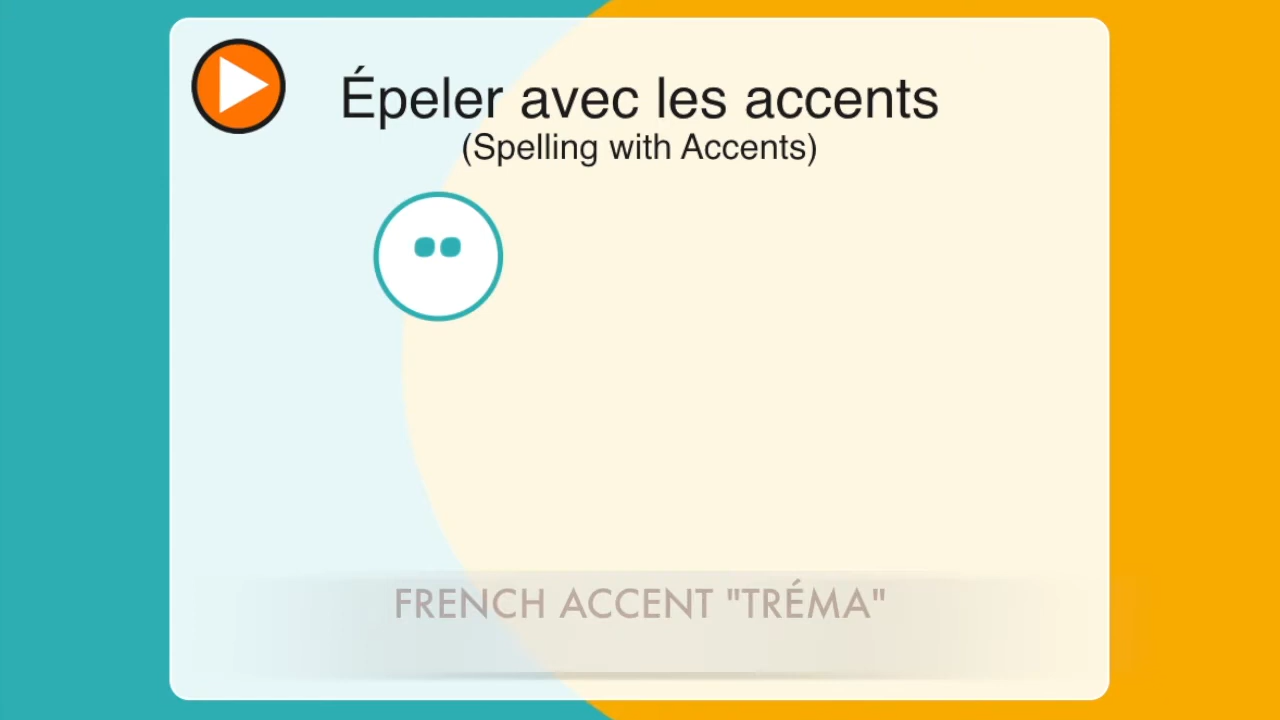 Épeler avec les accents
(Spelling with Accents)
¨
FRENCH ACCENT "TRÉMA"